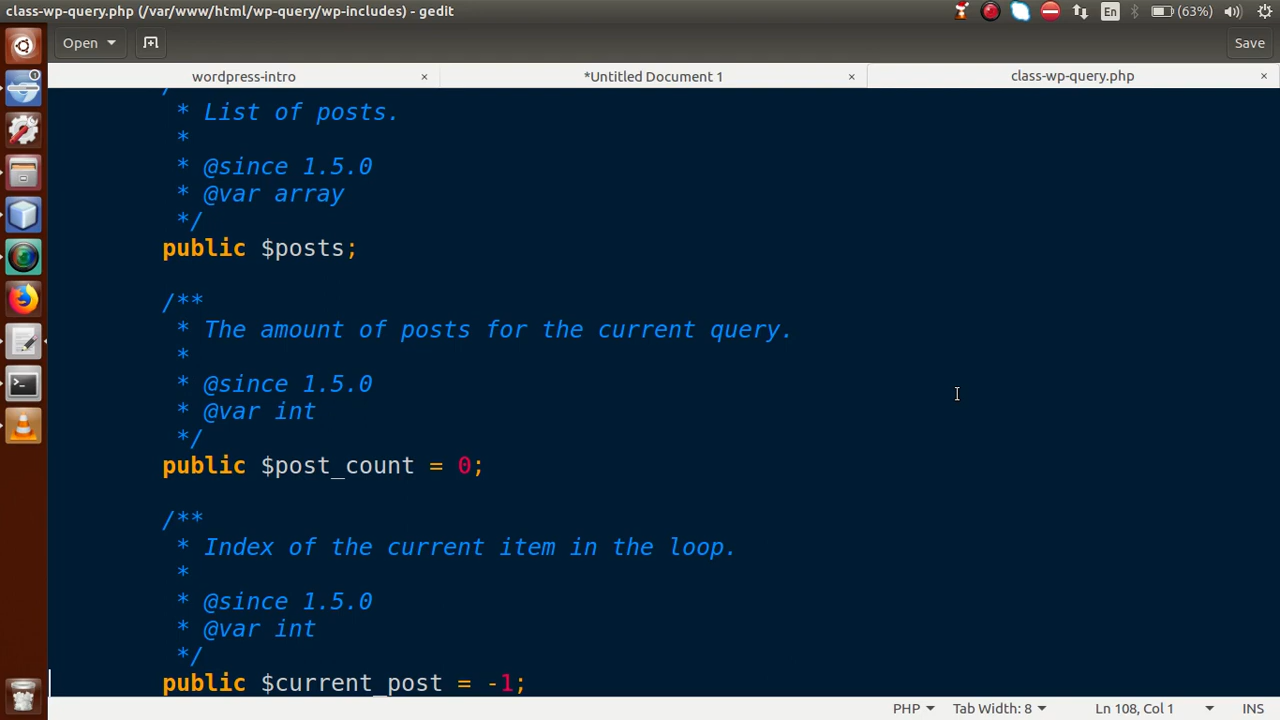 class-wp-query.php (/var/www/html/wp-query/wp-includes) - gedit
En (63%)
Open Save
wordpress-intro × *Untitled Document 1 × class-wp-query.php ×
* List of posts.
*
* @since 1.5.0
* @var array
*/
public $posts;
/**
* The amount of posts for the current query.
*
* @since 1.5.0
* @var int
*/
public $post_count = 0;
/**
* Index of the current item in the loop.
*
* @since 1.5.0
* @var int
*/
public $current_post = -1;
PHP Tab Width: 8 Ln 108, Col 1 INS